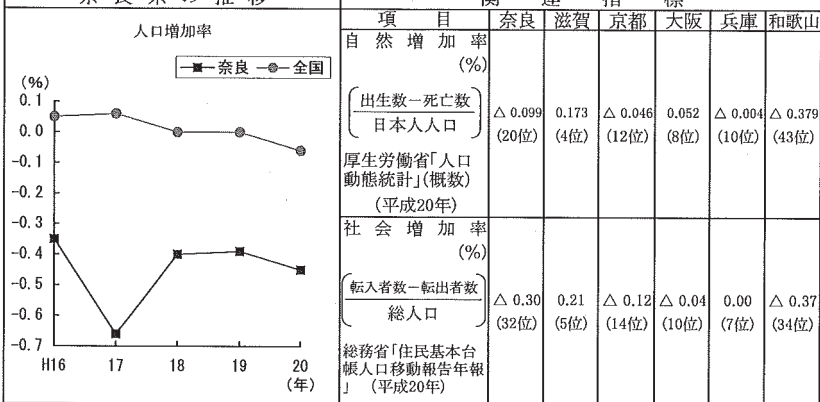 奈良県の推移
関連指標
人口増加率
奈良 全国
(%)
0.1
0.0
-0.1
-0.2
-0.3
-0.4
-0.5
-0.6
-0.7
H16 17 18 19 20
(年)
項目 奈良 滋賀 京都 大阪 兵庫 和歌山
自然増加率
(%)
出生数−死亡数
日本人人口
△ 0.099 0.173 △ 0.046 0.052 △ 0.004 △ 0.379
(20位) (4位) (12位) (8位) (10位) (43位)
厚生労働省「人口
動態統計」(概数)
(平成20年)
社会増加率
(%)
転入者数−転出者数
総人口
△ 0.30 0.21 △ 0.12 △ 0.04 0.00 △ 0.37
(32位) (5位) (14位) (10位) (7位) (34位)
総務省「住民基本台
帳人口移動報告年報
」 (平成20年)